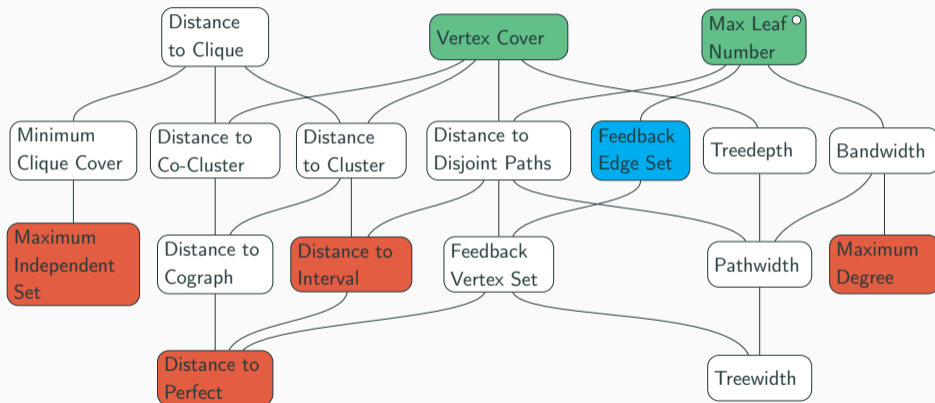 Distance
to Clique
Vertex Cover
Max Leaf
Number
Minimum
Clique Cover
Distance to
Co-Cluster
Distance
to Cluster
Distance to
Disjoint Paths
Feedback
Edge Set
Treedepth
Bandwidth
Maximum
Independent
Set
Distance to
Cograph
Distance to
Interval
Feedback
Vertex Set
Pathwidth
Maximum
Degree
Distance to
Perfect
Treewidth